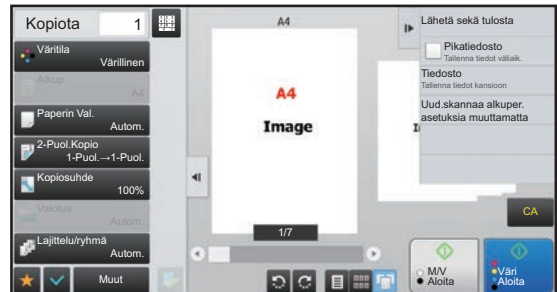 Kopiota 1
Väritila
Värillinen
Alkup.
A4
Paperin Val.
Autom.
2-Puol.Kopio
1-Puol.→1-Puol.
Kopiosuhde
100%
Valotus
Autom.
Lajittelu/ryhmä
Autom.
Muut
A4
A4
Image
1/7
Lähetä sekä tulosta
Pikatiedosto
Tallenna tiedot väliaik.
Tiedosto
Tallenna tiedot kansioon
Uud.skannaa alkuper.
asetuksia muuttamatta
CA
M/V
Aloita
Väri
Aloita